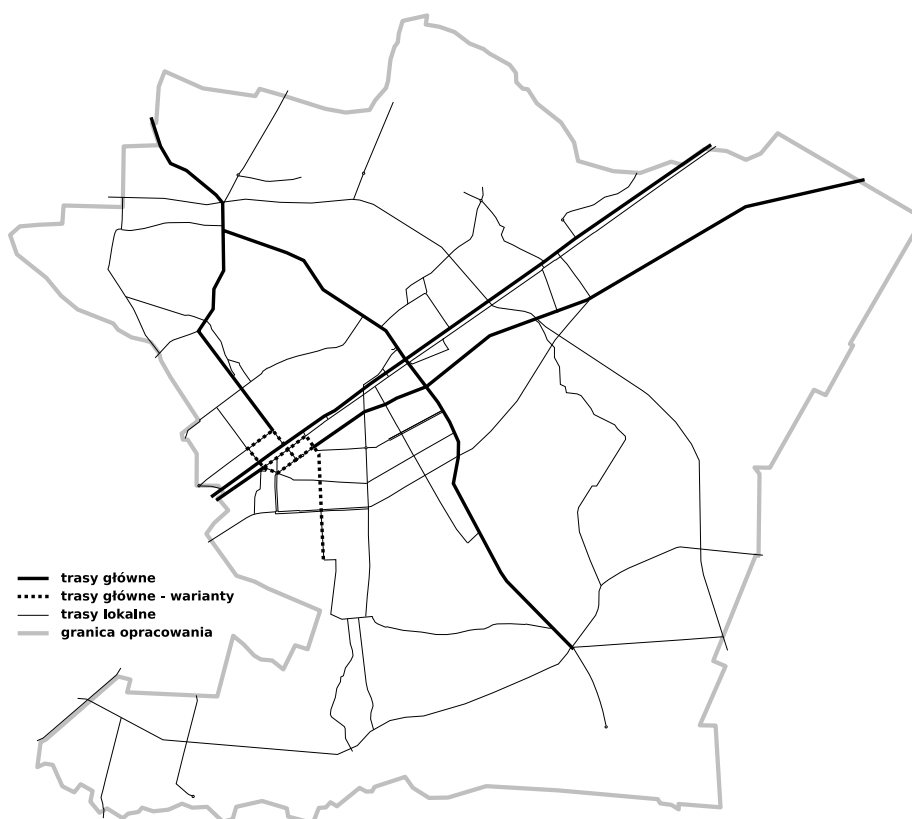 trasy główne
trasy główne - warianty
trasy lokalne
granica opracowania